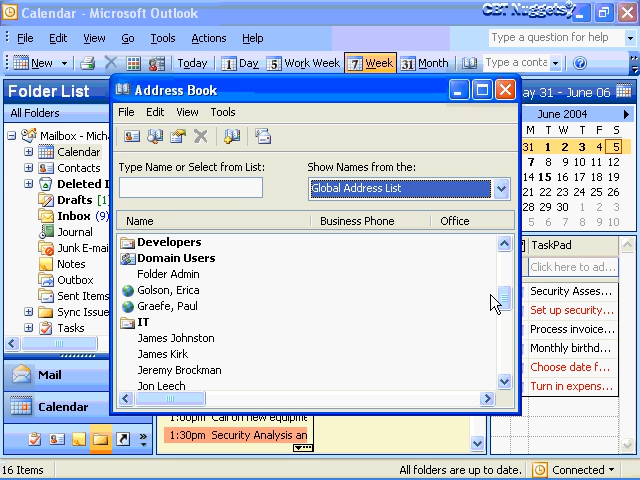 Calendar - Microsoft Outlook
CBT Nuggets
File Edit View Go Tools Actions Help
Type a question for help
New Today 1 Day 5 Work Week 7 Week 31 Month Type a conta
Folder List
All Folders
Mailbox - Micha
Calendar
Contacts
Deleted I
Drafts [1]
Inbox (9)
Journal
Junk E-mai
Notes
Outbox
Sent Items
Sync Issue
Tasks
Mail
Calendar
Address Book
File Edit View Tools
Type Name or Select from List:
Show Names from the:
Global Address List
Name Business Phone Office
Developers
Domain Users
Folder Admin
Golson, Erica
Graefe, Paul
IT
James Johnston
James Kirk
Jeremy Brockman
Jon Leech
ay 31 - June 06
June 2004
M T W T F S
31 1 2 3 4 5
7 8 9 10 11 12
14 15 16 17 18 19
21 22 23 24 25 26
28 29 30 1 2 3
5 6 7 8 9 10
TaskPad
Click here to ad...
Security Asses...
Set up security...
Process invoice...
Monthly birthd...
Choose date f...
Turn in expens...
1:00pm Call on new equipme
1:30pm Security Analysis an
16 Items
All folders are up to date.
Connected